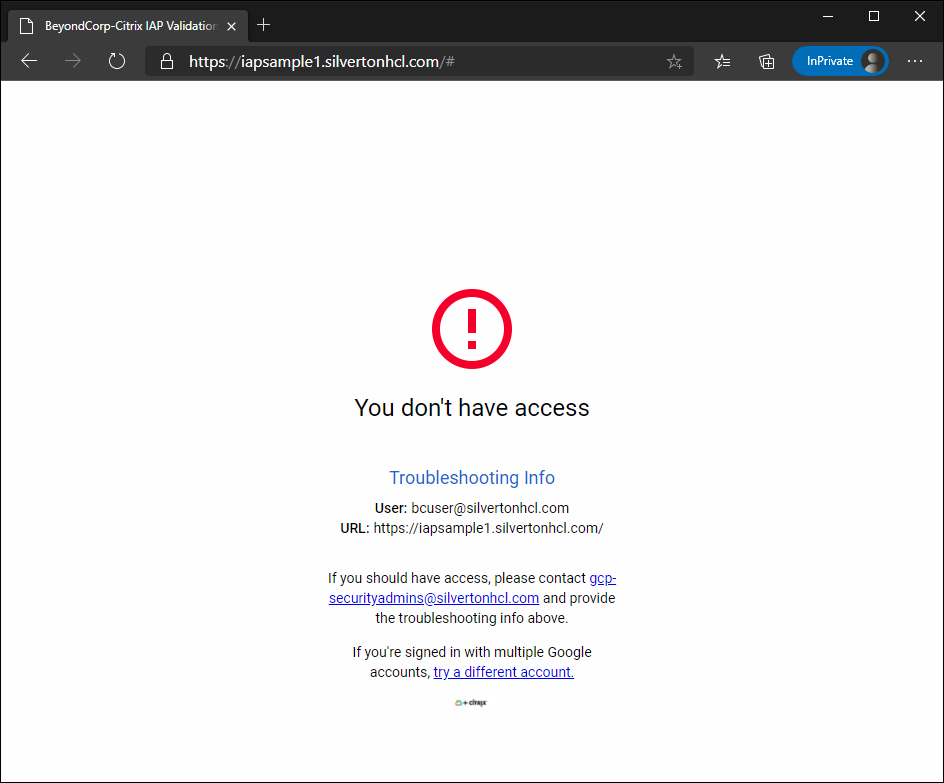 BeyondCorp-Citrix IAP Validation
https://iapsample1.silvertonhcl.com/#
InPrivate
You don't have access
Troubleshooting Info
User: bcuser@silvertonhcl.com
URL: https://iapsample1.silvertonhcl.com/
If you should have access, please contact gcp-
securityadmins@silvertonhcl.com and provide
the troubleshooting info above.
If you're signed in with multiple Google
accounts, try a different account.
+ citrix